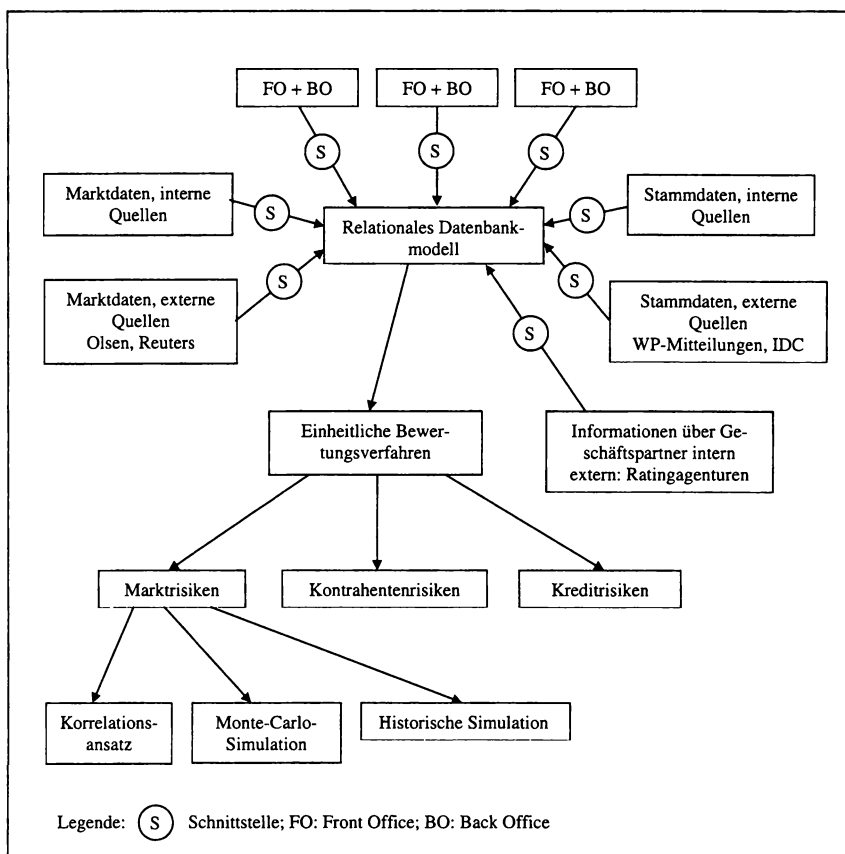 FO + BO
FO + BO
FO + BO
S
S
S
Marktdaten, interne
Quellen
S
Relationales Datenbank-
modell
S
Stammdaten, interne
Quellen
Marktdaten, externe
Quellen
Olsen, Reuters
S
S
Stammdaten, externe
Quellen
WP-Mitteilungen, IDC
S
Einheitliche Bewer-
tungsverfahren
Informationen über Ge-
schäftspartner intern
extern: Ratingagenturen
Marktrisiken
Kontrahentenrisiken
Kreditrisiken
Korrelations-
ansatz
Monte-Carlo-
Simulation
Historische Simulation
Legende: S Schnittstelle; FO: Front Office; BO: Back Office